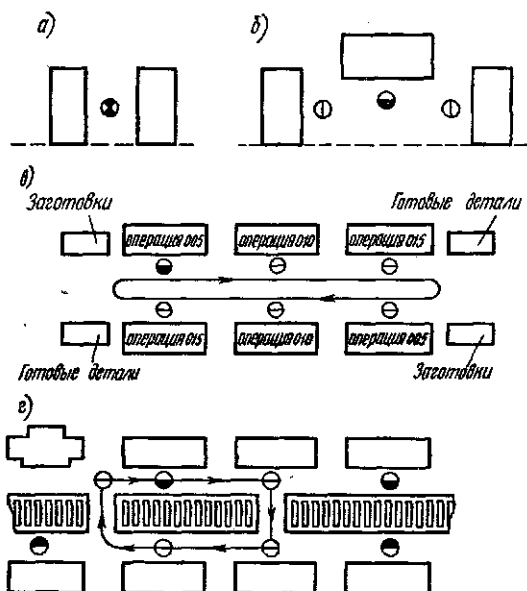 а) б)
в)
Заготовки Готовые детали
операция 005 операция 010 операция 015
операция 015 операция 010 операция 005
Готовые детали Заготовки
г)